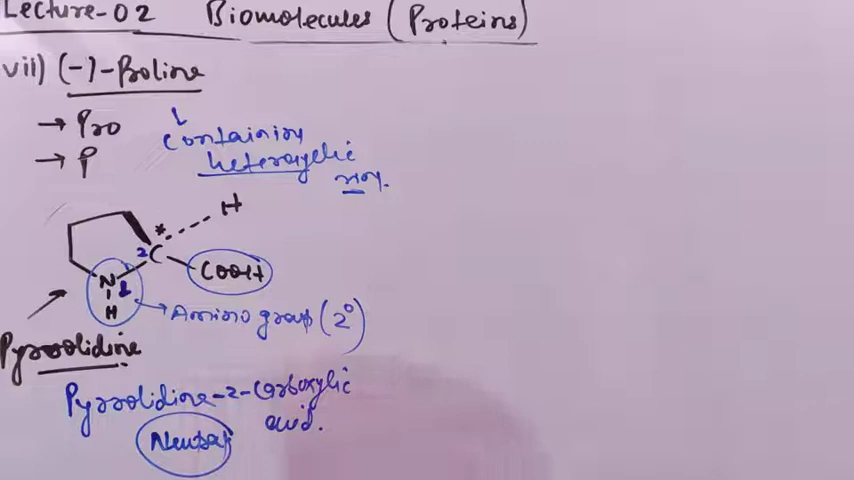 Lecture-02 Biomolecules (Proteins)
vii) (-)-Proline
→ Pro
→ P
Containing
heterocyclic
ring.
* H
2 C COOH
N 1
H
Amino group (2°)
Pyrrolidine
Pyrrolidine-2-Carboxylic
acid.
Neutral